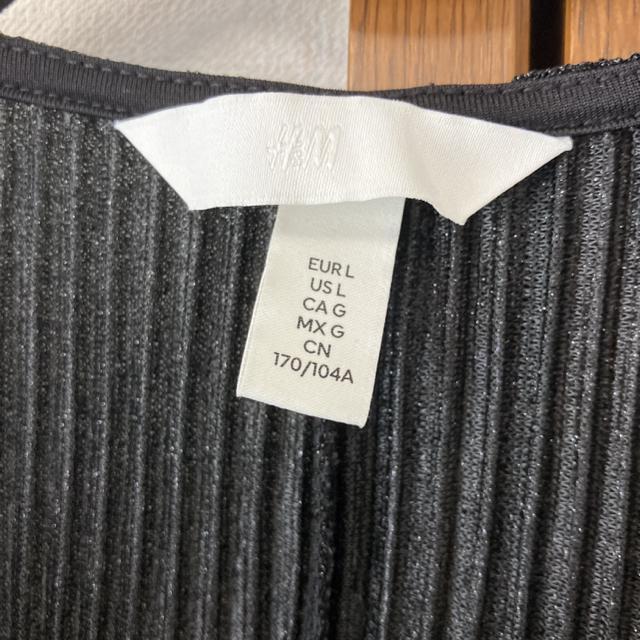 H&M
EUR L
US L
CA G
MX G
CN
170/104A